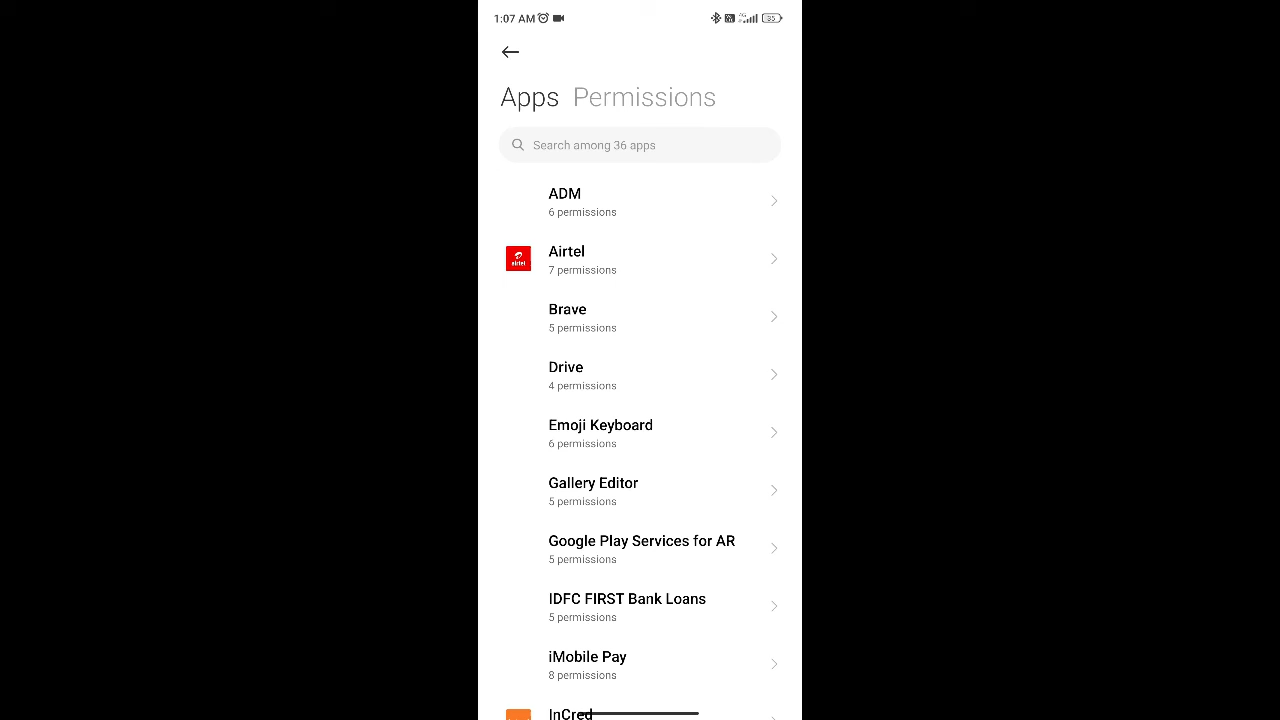 1:07 AM
35
Apps Permissions
Search among 36 apps
ADM
6 permissions
airtel
Airtel
7 permissions
Brave
5 permissions
Drive
4 permissions
Emoji Keyboard
6 permissions
Gallery Editor
5 permissions
Google Play Services for AR
5 permissions
IDFC FIRST Bank Loans
5 permissions
iMobile Pay
8 permissions
InCred